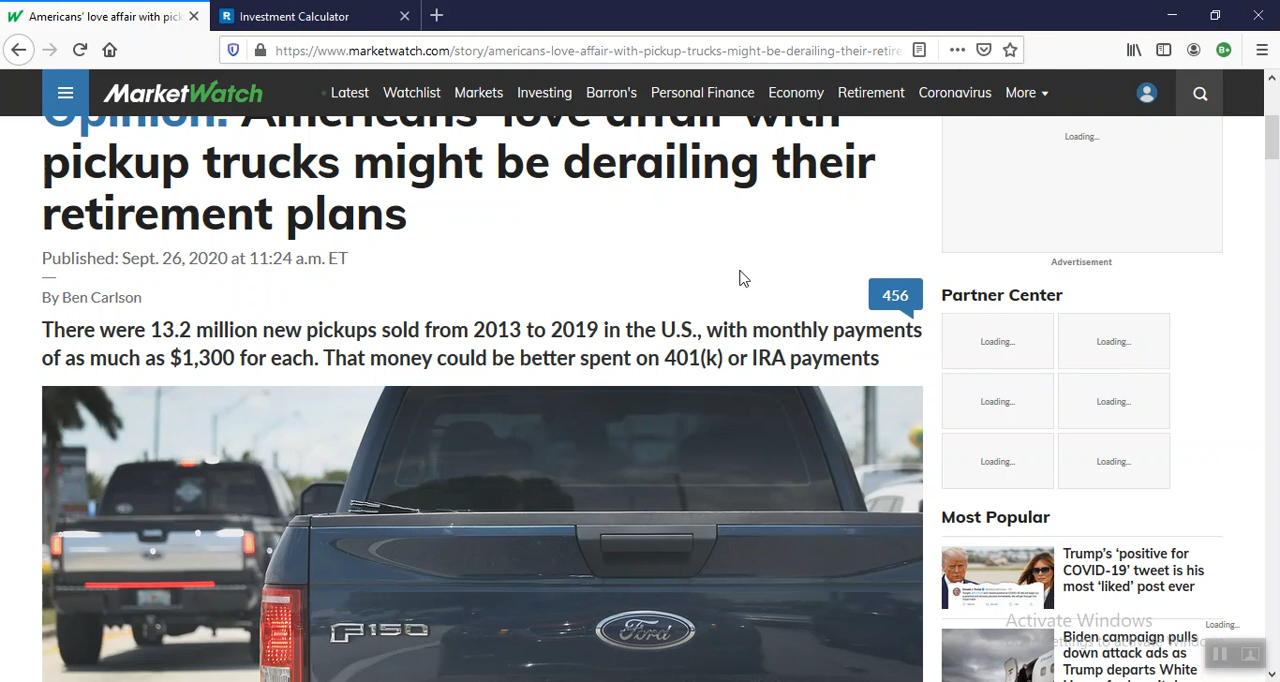 Americans' love affair with pick
Investment Calculator
https://www.marketwatch.com/story/americans-love-affair-with-pickup-trucks-might-be-derailing-their-retire
MarketWatch
Latest Watchlist Markets Investing Barron's Personal Finance Economy Retirement Coronavirus More
Opinion: Americans' love affair with
pickup trucks might be derailing their
retirement plans
Published: Sept. 26, 2020 at 11:24 a.m. ET
By Ben Carlson
456
There were 13.2 million new pickups sold from 2013 to 2019 in the U.S., with monthly payments
of as much as $1,300 for each. That money could be better spent on 401(k) or IRA payments
F150
Ford
Loading...
Advertisement
Partner Center
Loading... Loading...
Loading... Loading...
Loading... Loading...
Most Popular
Trump's 'positive for
COVID-19' tweet is his
most 'liked' post ever
Activate Windows
Loading...
Biden campaign pulls
down attack ads as
Trump departs White